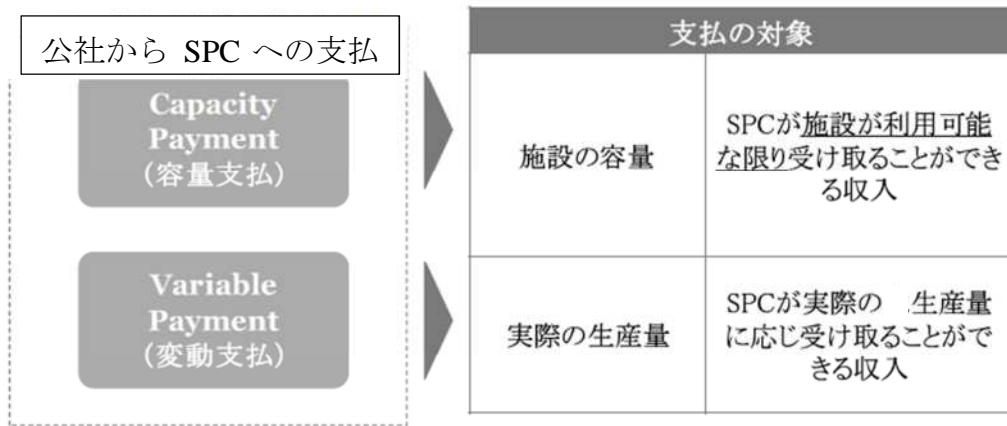 公社から SPC への支払
Capacity
Payment
(容量支払)
Variable
Payment
(変動支払)
支払の対象
施設の容量
SPCが施設が利用可能
な限り受け取ることができ
る収入
実際の生産量
SPCが実際の 生産量
に応じ受け取ることがで
きる収入